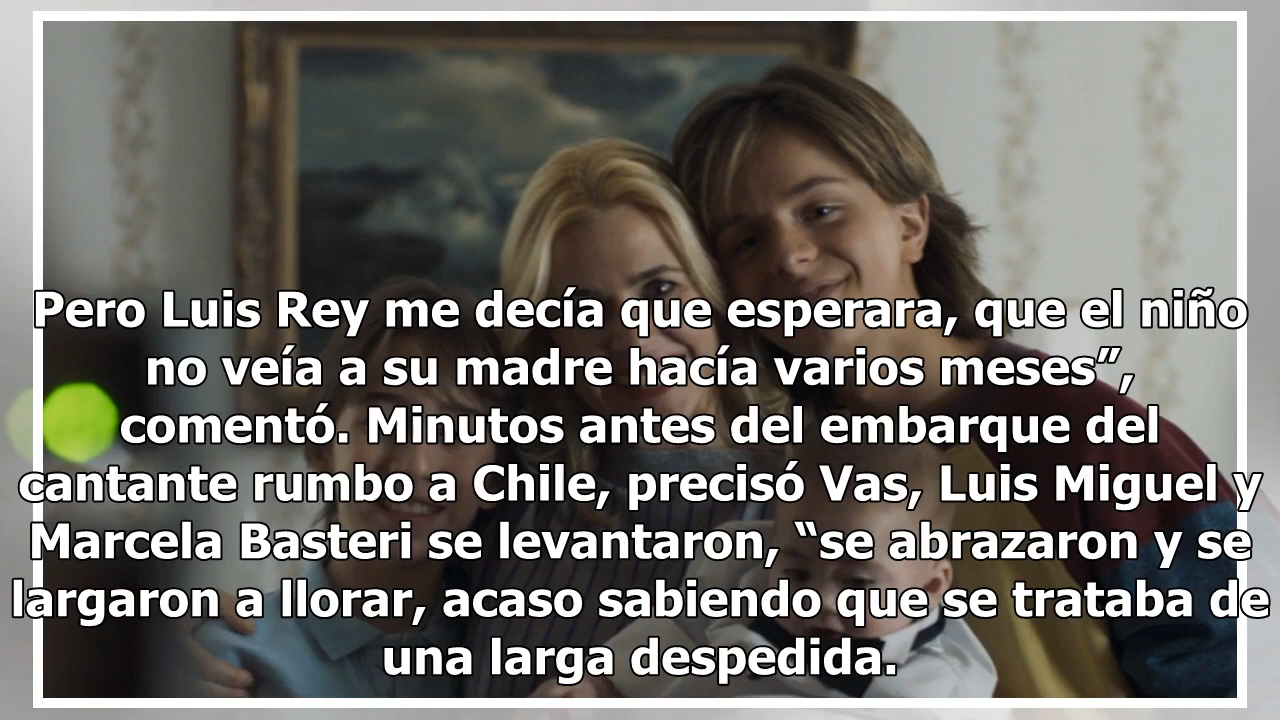 Pero Luis Rey me decía que esperara, que el niño
no veía a su madre hacía varios meses”,
comentó. Minutos antes del embarque del
cantante rumbo a Chile, precisó Vas, Luis Miguel y
Marcela Basteri se levantaron, “se abrazaron y se
largaron a llorar, acaso sabiendo que se trataba de
una larga despedida.